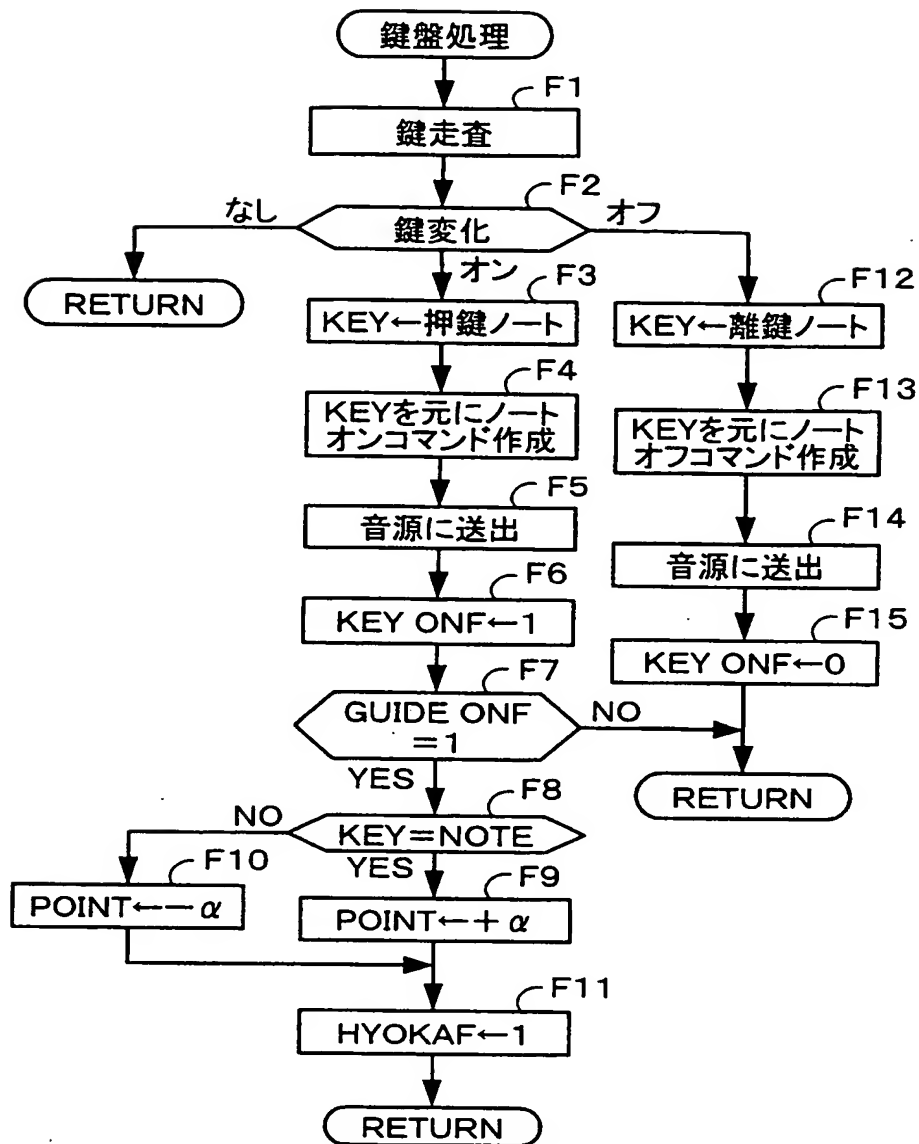 鍵盤処理
F1
鍵走査
F2
なし
鍵変化
オフ
オン
RETURN
F3
KEY←押鍵ノート
F12
KEY←離鍵ノート
F4
KEYを元にノート
オンコマンド作成
F13
KEYを元にノート
オフコマンド作成
F5
音源に送出
F14
音源に送出
F6
KEY ONF←1
F15
KEY ONF←0
F7
GUIDE ONF
=1
NO
YES
RETURN
F8
NO
KEY=NOTE
YES
F10
POINT←−α
F9
POINT←+α
F11
HYOKAF←1
RETURN